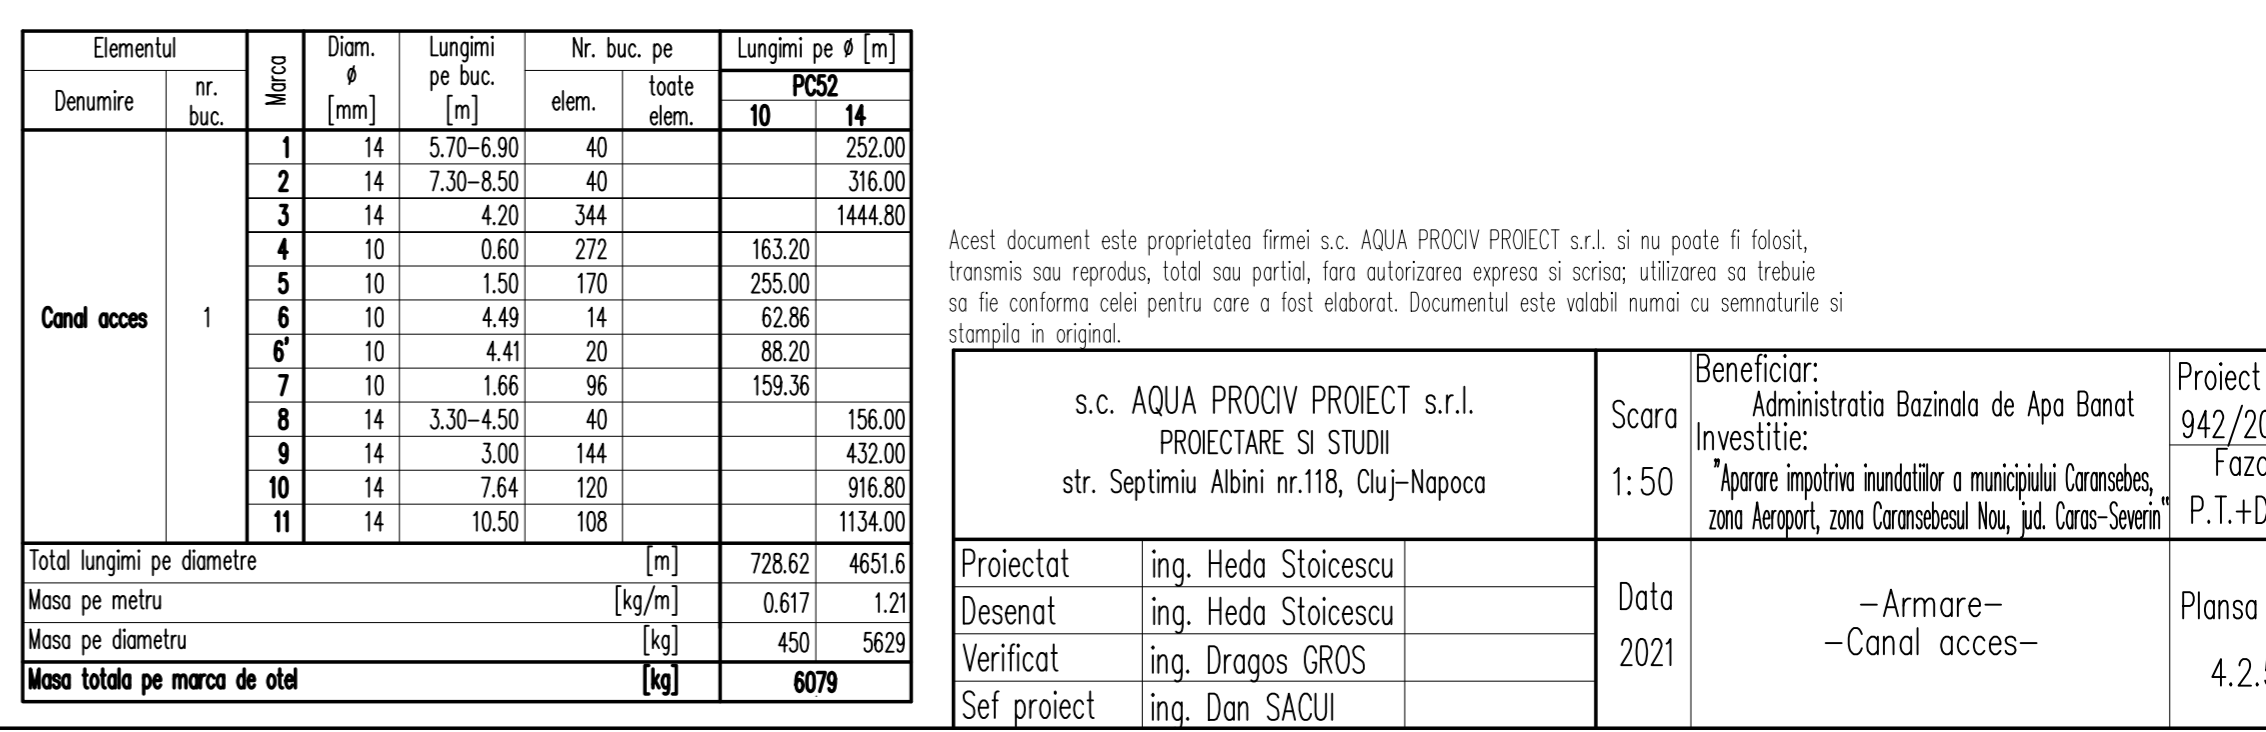 Elementul Marca Diam. Lungimi Nr. buc. pe Lungimi pe ø [m]
Denumire nr. buc. ø [mm] pe buc. [m] elem. toate elem. PC52
10 14
1 14 5.70-6.90 40 252.00
2 14 7.30-8.50 40 316.00
3 14 4.20 344 1444.80
4 10 0.60 272 163.20
5 10 1.50 170 255.00
Canal acces 1 6 10 4.49 14 62.86
6' 10 4.41 20 88.20
7 10 1.66 96 159.36
8 14 3.30-4.50 40 156.00
9 14 3.00 144 432.00
10 14 7.64 120 916.80
11 14 10.50 108 1134.00
Total lungimi pe diametre [m] 728.62 4651.6
Masa pe metru [kg/m] 0.617 1.21
Masa pe diametru [kg] 450 5629
Masa totala pe marca de otel [kg] 6079
Acest document este proprietatea firmei s.c. AQUA PROCIV PROIECT s.r.l. si nu poate fi folosit,
transmis sau reprodus, total sau partial, fara autorizarea expresa si scrisa; utilizarea sa trebuie
sa fie conforma celei pentru care a fost elaborat. Documentul este valabil numai cu semnaturile si
stampila in original.
s.c. AQUA PROCIV PROIECT s.r.l.
PROIECTARE SI STUDII
str. Septimiu Albini nr.118, Cluj-Napoca
Scara
1:50
Beneficiar:
Administratia Bazinala de Apa Banat
Investitie:
"Aparare impotriva inundatiilor a municipiului Caransebes,
zona Aeroport, zona Caransebesul Nou, jud. Caras-Severin"
Proiect
942/20
Faza
P.T.+D
Proiectat ing. Heda Stoicescu
Desenat ing. Heda Stoicescu
Verificat ing. Dragos GROS
Sef proiect ing. Dan SACUI
Data
2021
-Armare-
-Canal acces-
Plansa
4.2.5